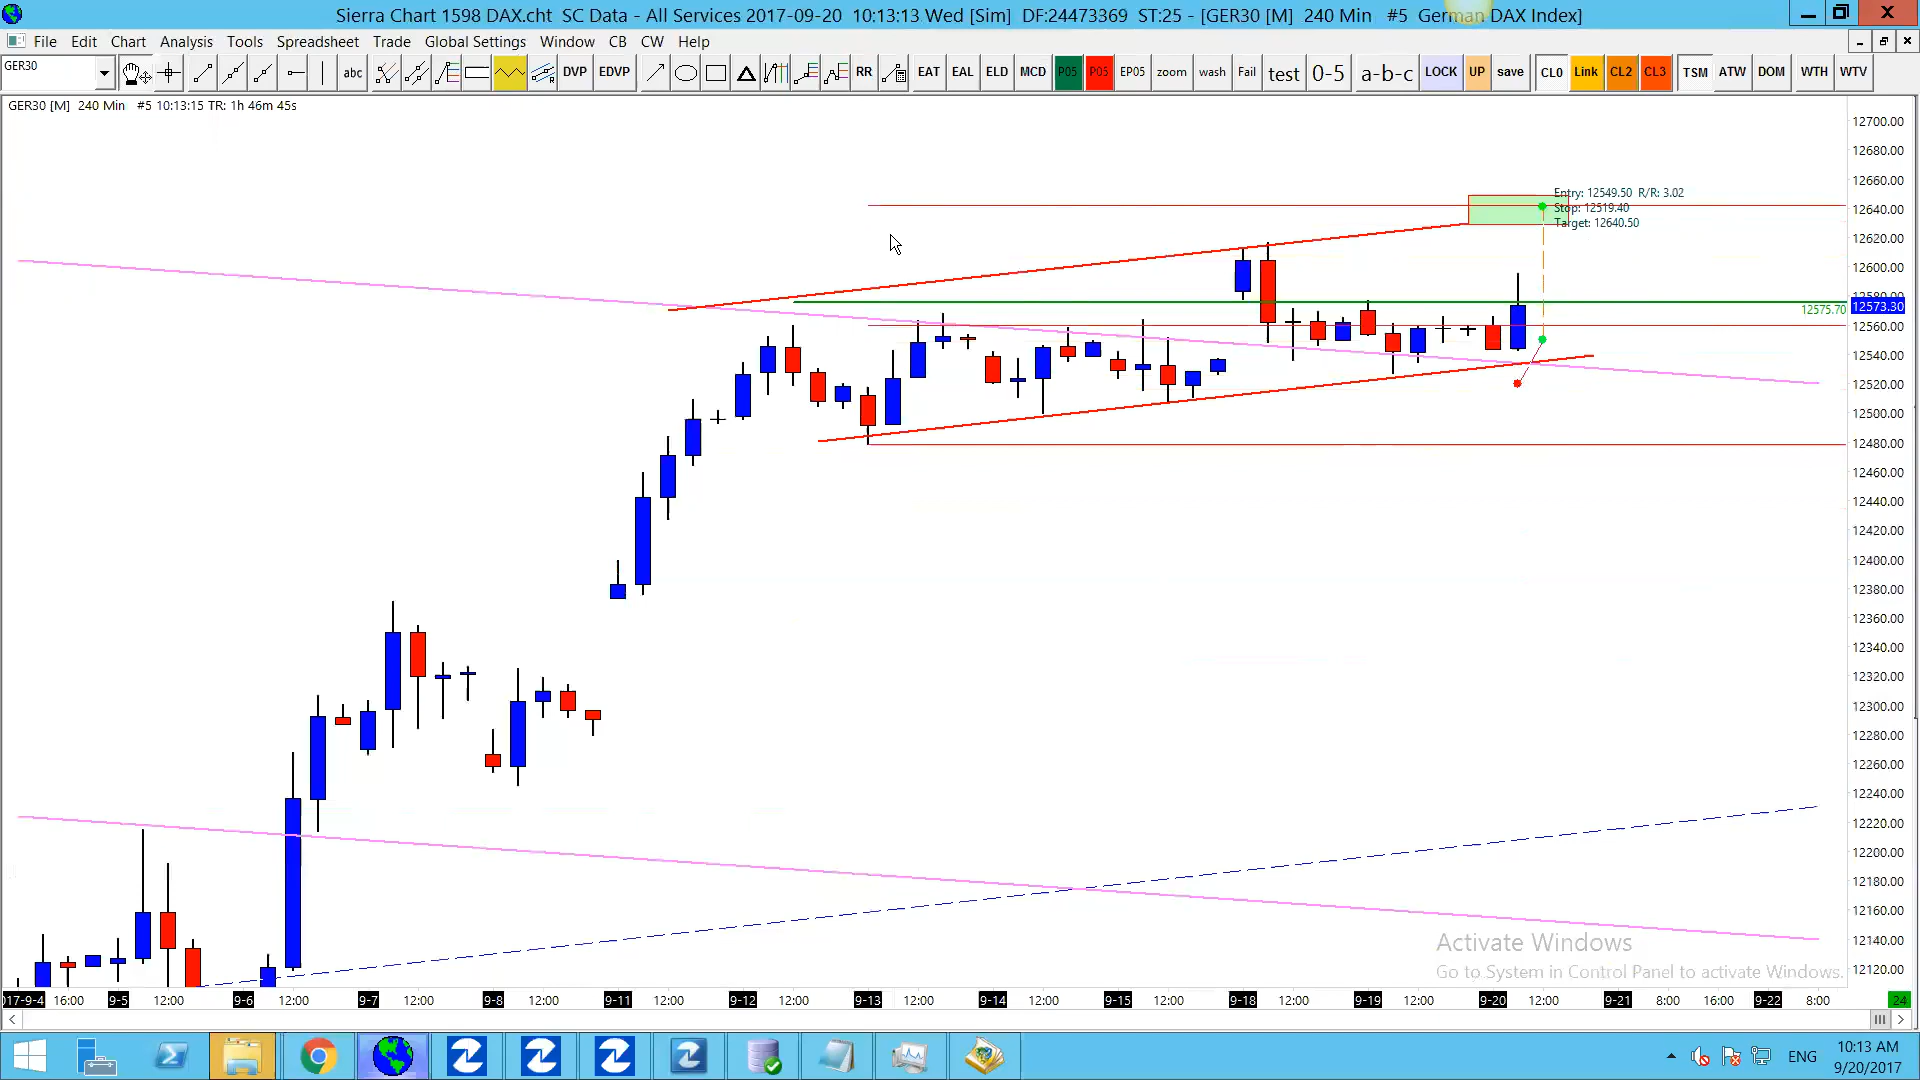 Sierra Chart 1598 DAX.cht  SC Data - All Services 2017-09-20  10:13:13 Wed [Sim]  DF:24473369  ST:25 - [GER30 [M]  240 Min  #5  German DAX Index]
File Edit Chart Analysis Tools Spreadsheet Trade Global Settings Window CB CW Help
GER30 abc DVP EDVP RR EAT EAL ELD MCD P05 P05 EP05 zoom wash Fail test 0-5 a-b-c LOCK UP save CL0 Link CL2 CL3 TSM ATW DOM WTH WTV
GER30 [M]  240 Min  #5 10:13:15 TR: 1h 46m 45s
12700.00
12680.00
12660.00
Entry: 12549.50  R/R: 3.02
Stop: 12519.40
12640.00
Target: 12640.50
12620.00
12600.00
12580.00
12573.30
12575.70
12560.00
12540.00
12520.00
12500.00
12480.00
12460.00
12440.00
12420.00
12400.00
12380.00
12360.00
12340.00
12320.00
12300.00
12280.00
12260.00
12240.00
12220.00
12200.00
12180.00
12160.00
12140.00
12120.00
Activate Windows
Go to System in Control Panel to activate Windows.
017-9-4 16:00 9-5 12:00 9-6 12:00 9-7 12:00 9-8 12:00 9-11 12:00 9-12 12:00 9-13 12:00 9-14 12:00 9-15 12:00 9-18 12:00 9-19 12:00 9-20 12:00 9-21 8:00 16:00 9-22 8:00 24
ENG
10:13 AM
9/20/2017